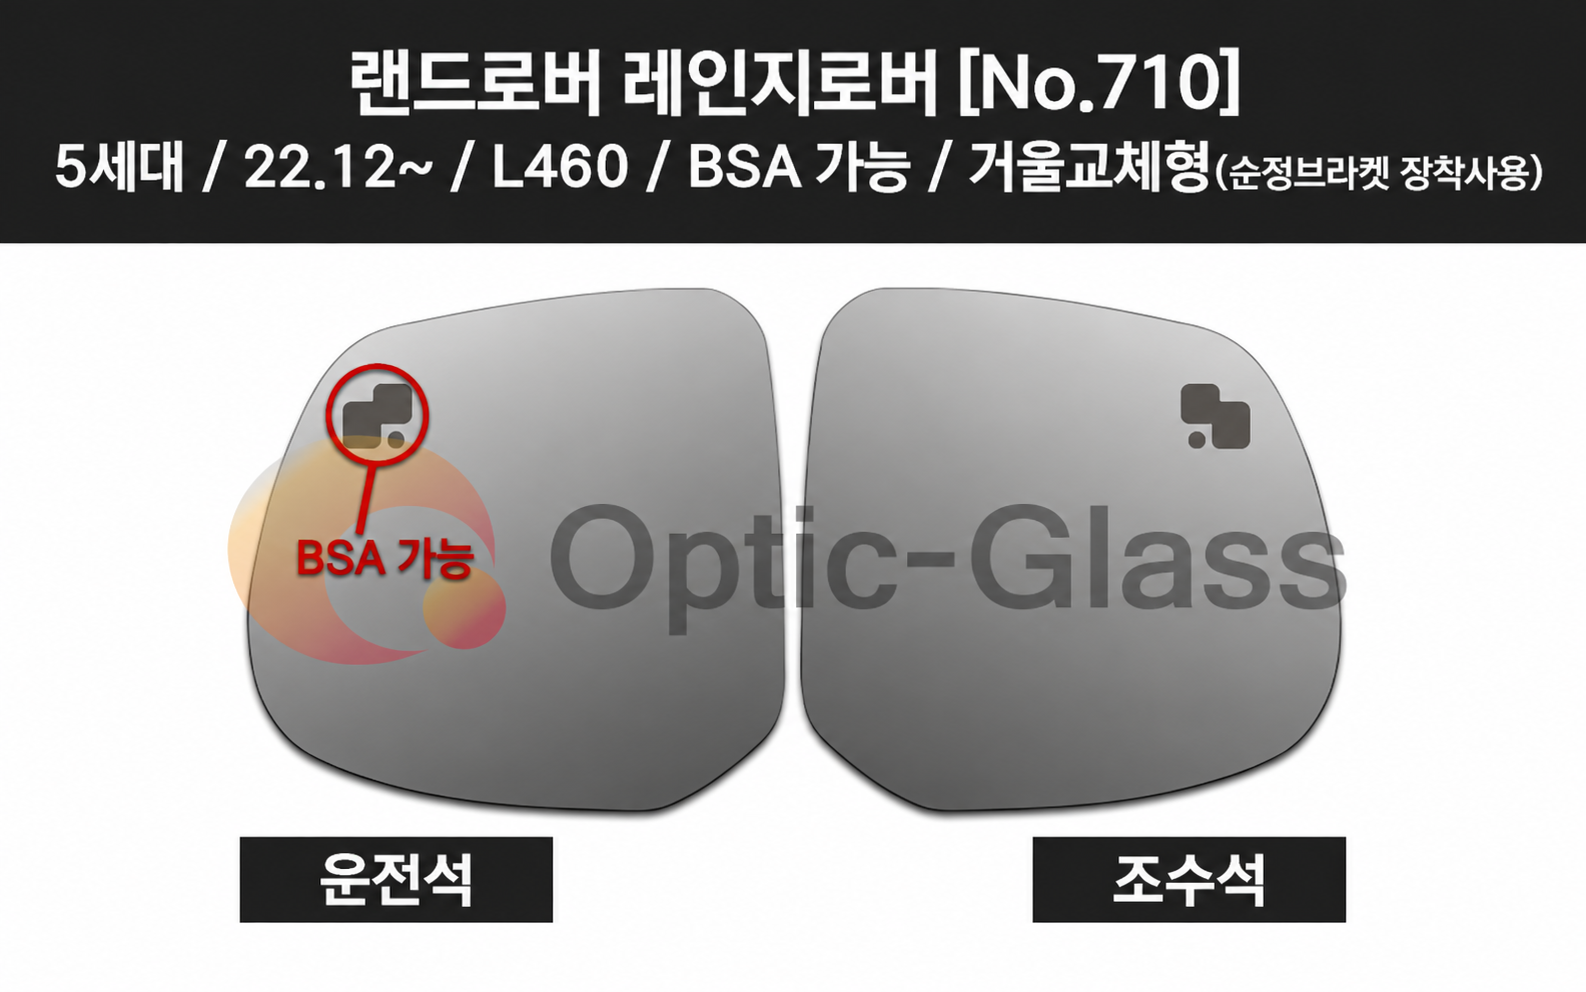 랜드로버 레인지로버 [No.710]
5세대 / 22.12~ / L460 / BSA 가능 / 거울교체형(순정브라켓 장착사용)
BSA 가능
Optic-Glass
운전석
조수석